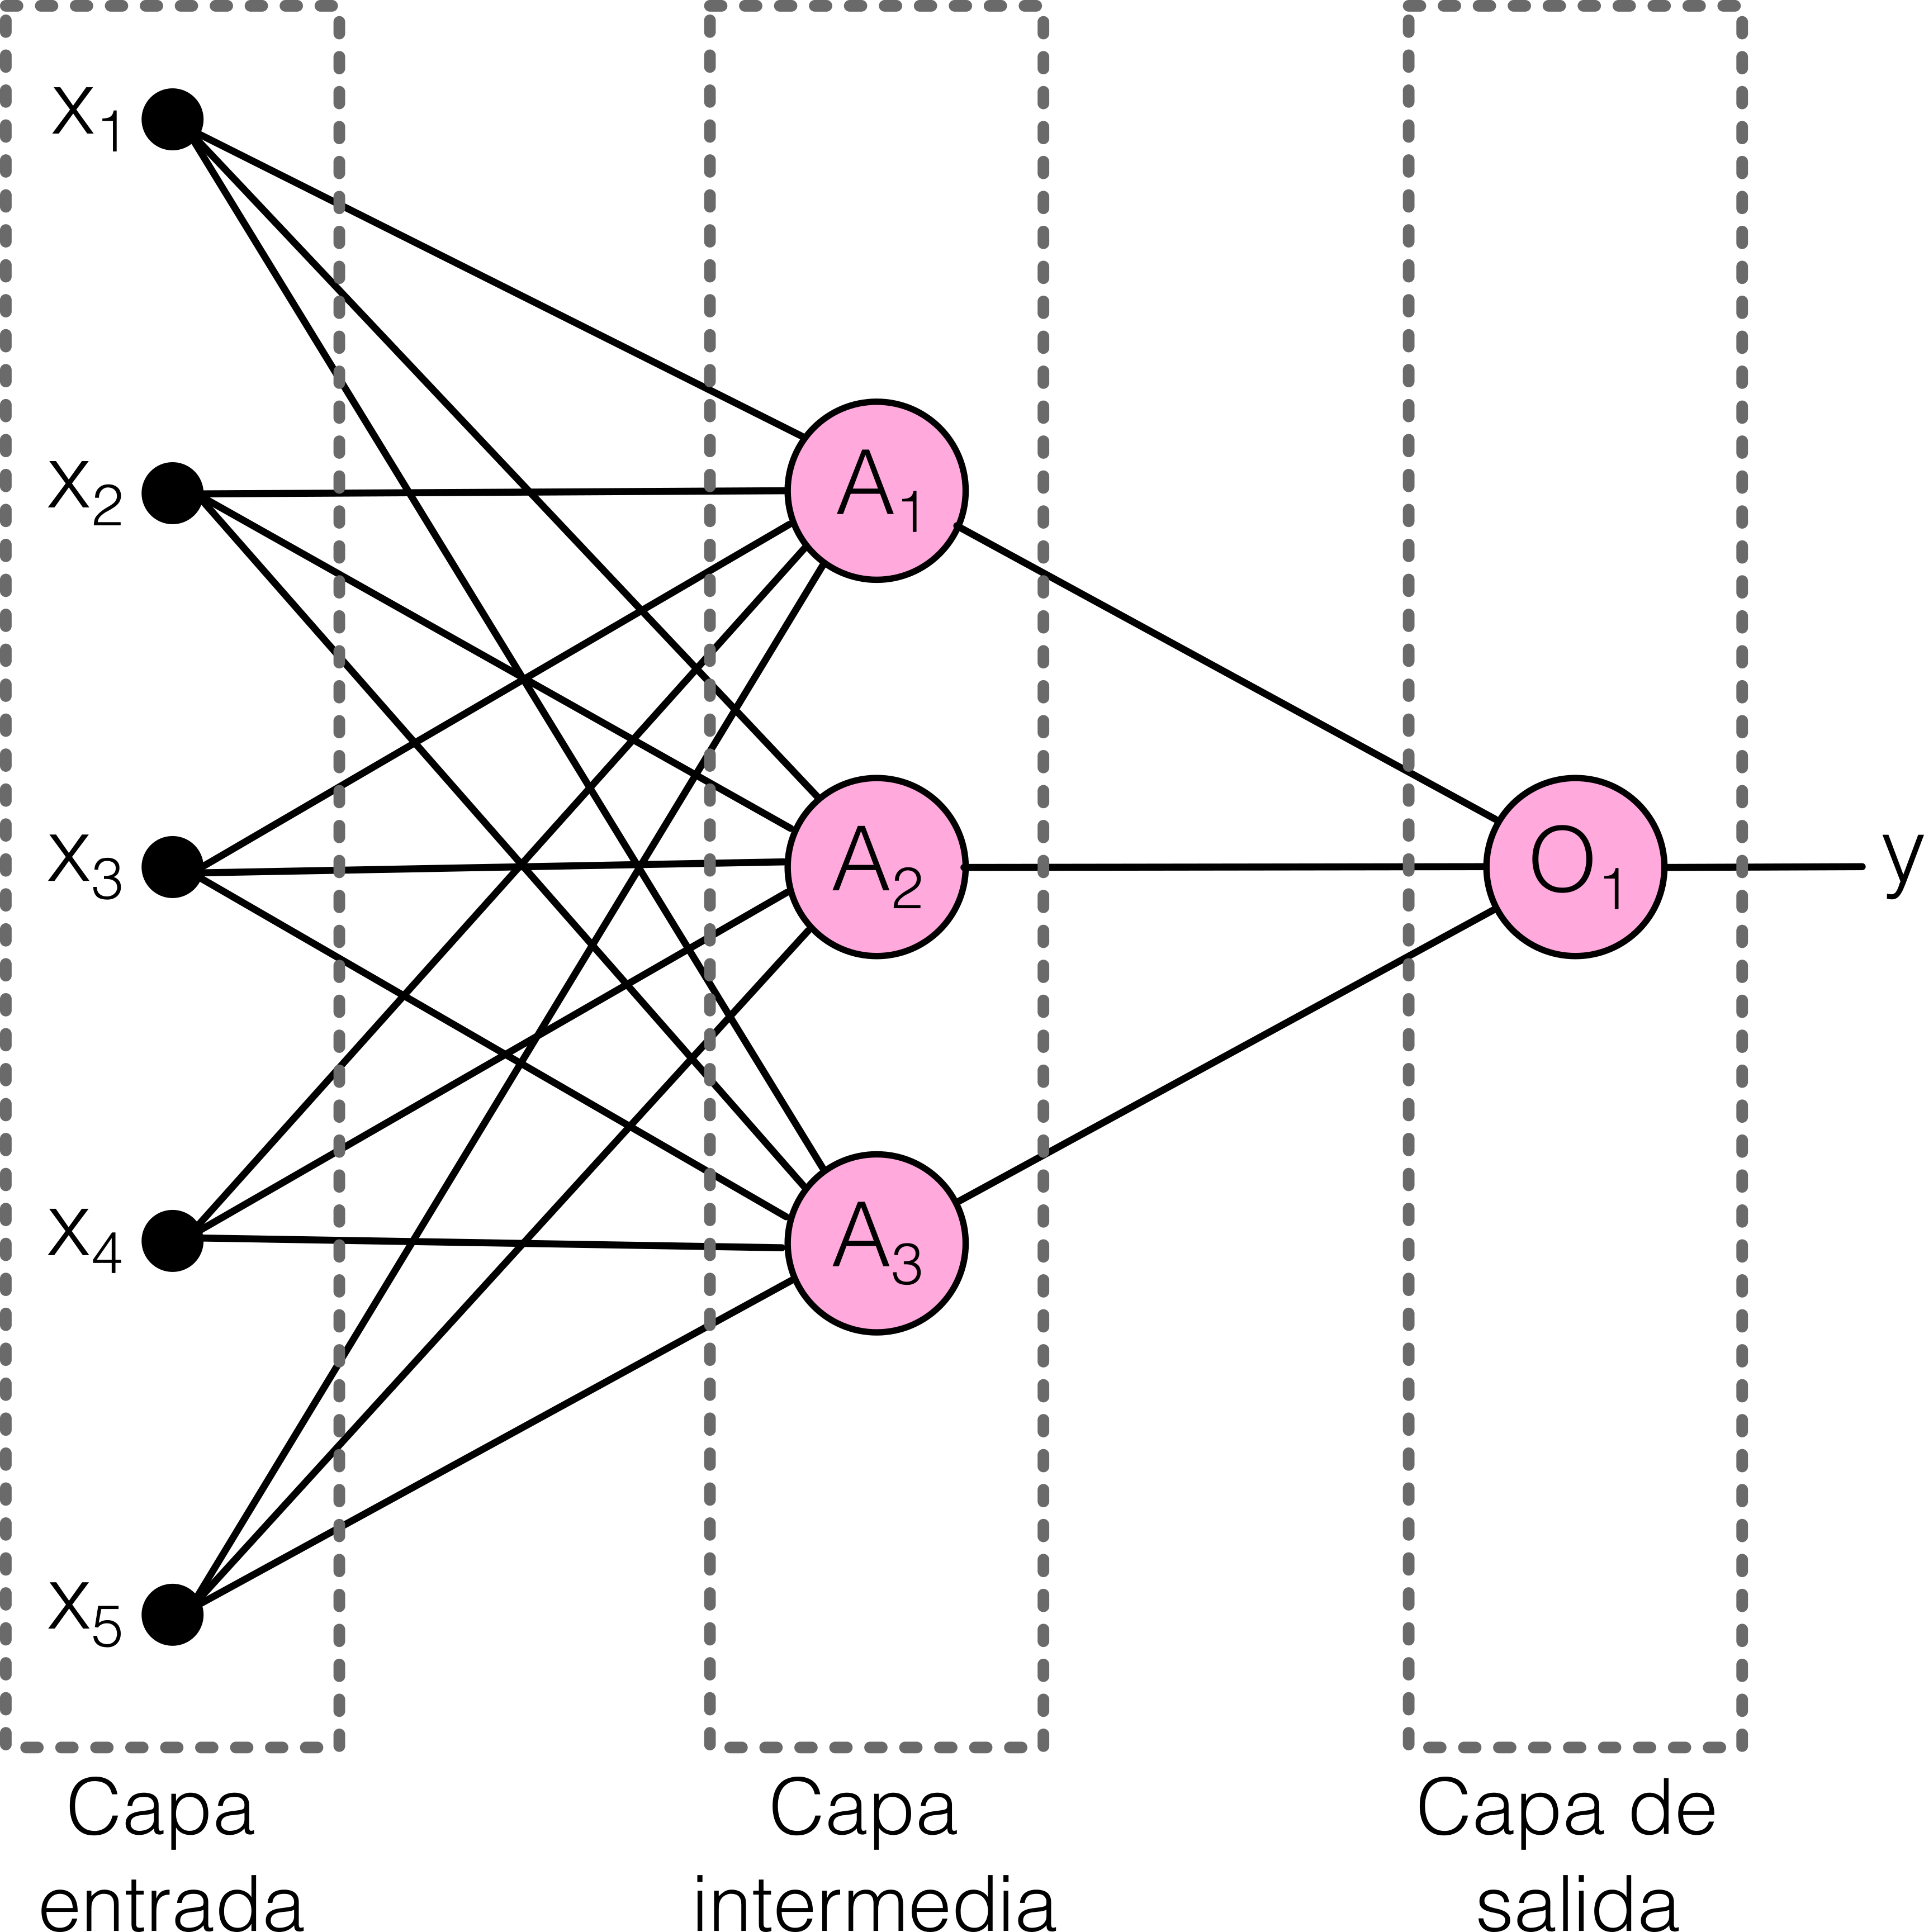 x1
x2
x3
x4
x5
A1
A2
A3
O1
y
Capa
entrada
Capa
intermedia
Capa de
salida